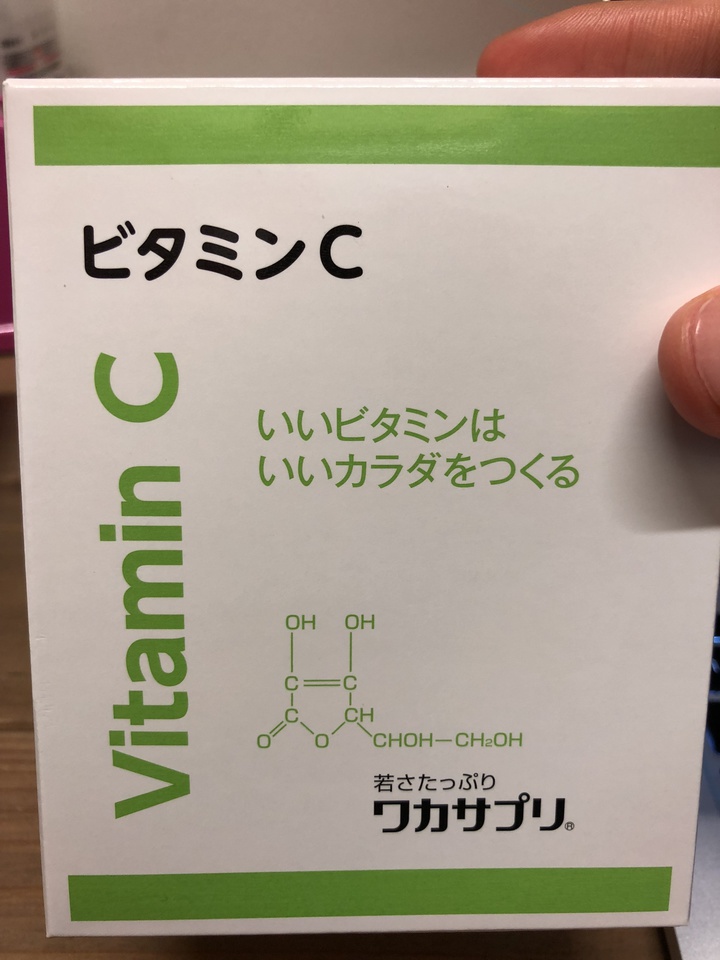 ビタミンC
Vitamin C
いいビタミンは
いいカラダをつくる
OH OH
C C
C CH
O O CHOH-CH₂OH
若さたっぷり
ワカサプリ®